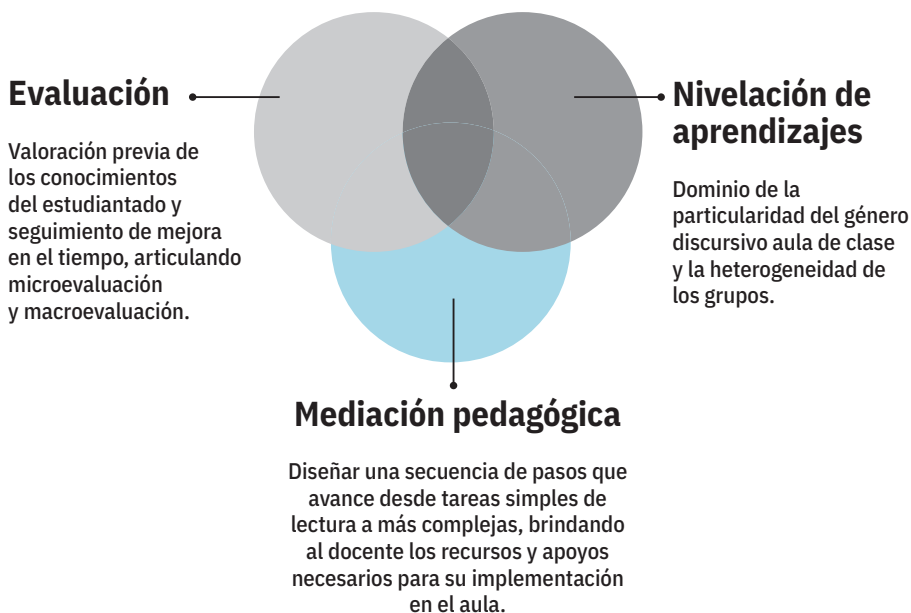 Evaluación
Valoración previa de
los conocimientos
del estudiantado y
seguimiento de mejora
en el tiempo, articulando
microevaluación
y macroevaluación.
Nivelación de
aprendizajes
Dominio de la
particularidad del género
discursivo aula de clase
y la heterogeneidad de
los grupos.
Mediación pedagógica
Diseñar una secuencia de pasos que
avance desde tareas simples de
lectura a más complejas, brindando
al docente los recursos y apoyos
necesarios para su implementación
en el aula.